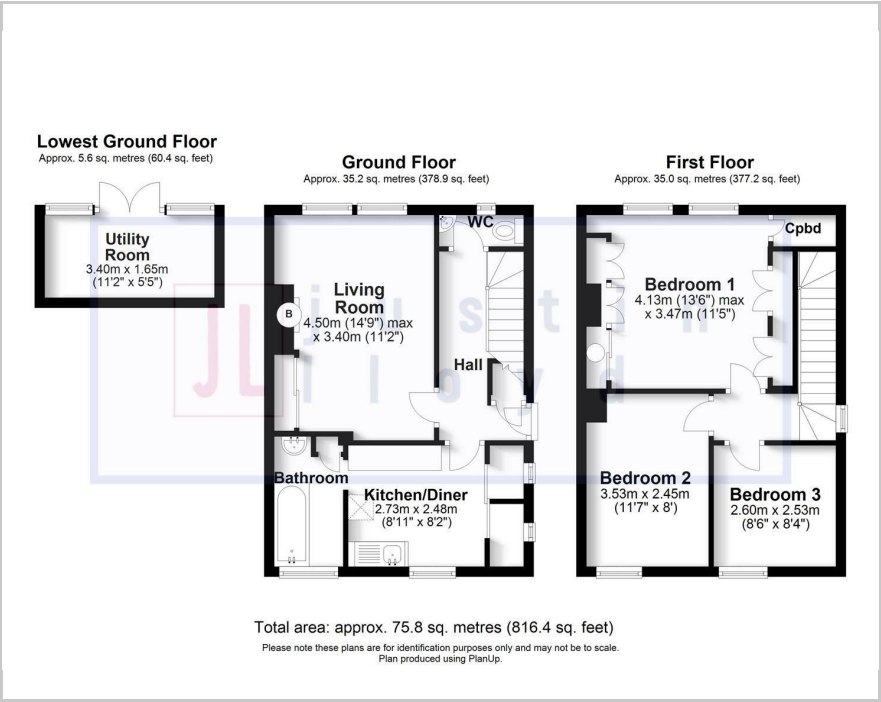 Lowest Ground Floor
Approx. 5.6 sq. metres (60.4 sq. feet)
Utility
Room
3.40m x 1.65m
(11'2" x 5'5")
Ground Floor
Approx. 35.2 sq. metres (378.9 sq. feet)
WC
Living
Room
4.50m (14'9") max
x 3.40m (11'2")
B
Hall
Bathroom
Kitchen/Diner
2.73m x 2.48m
(8'11" x 8'2")
First Floor
Approx. 35.0 sq. metres (377.2 sq. feet)
Cpbd
Bedroom 1
4.13m (13'6") max
x 3.47m (11'5")
Bedroom 2
3.53m x 2.45m
(11'7" x 8')
Bedroom 3
2.60m x 2.53m
(8'6" x 8'4")
JL
justin
lloyd
Total area: approx. 75.8 sq. metres (816.4 sq. feet)
Please note these plans are for identification purposes only and may not be to scale.
Plan produced using PlanUp.